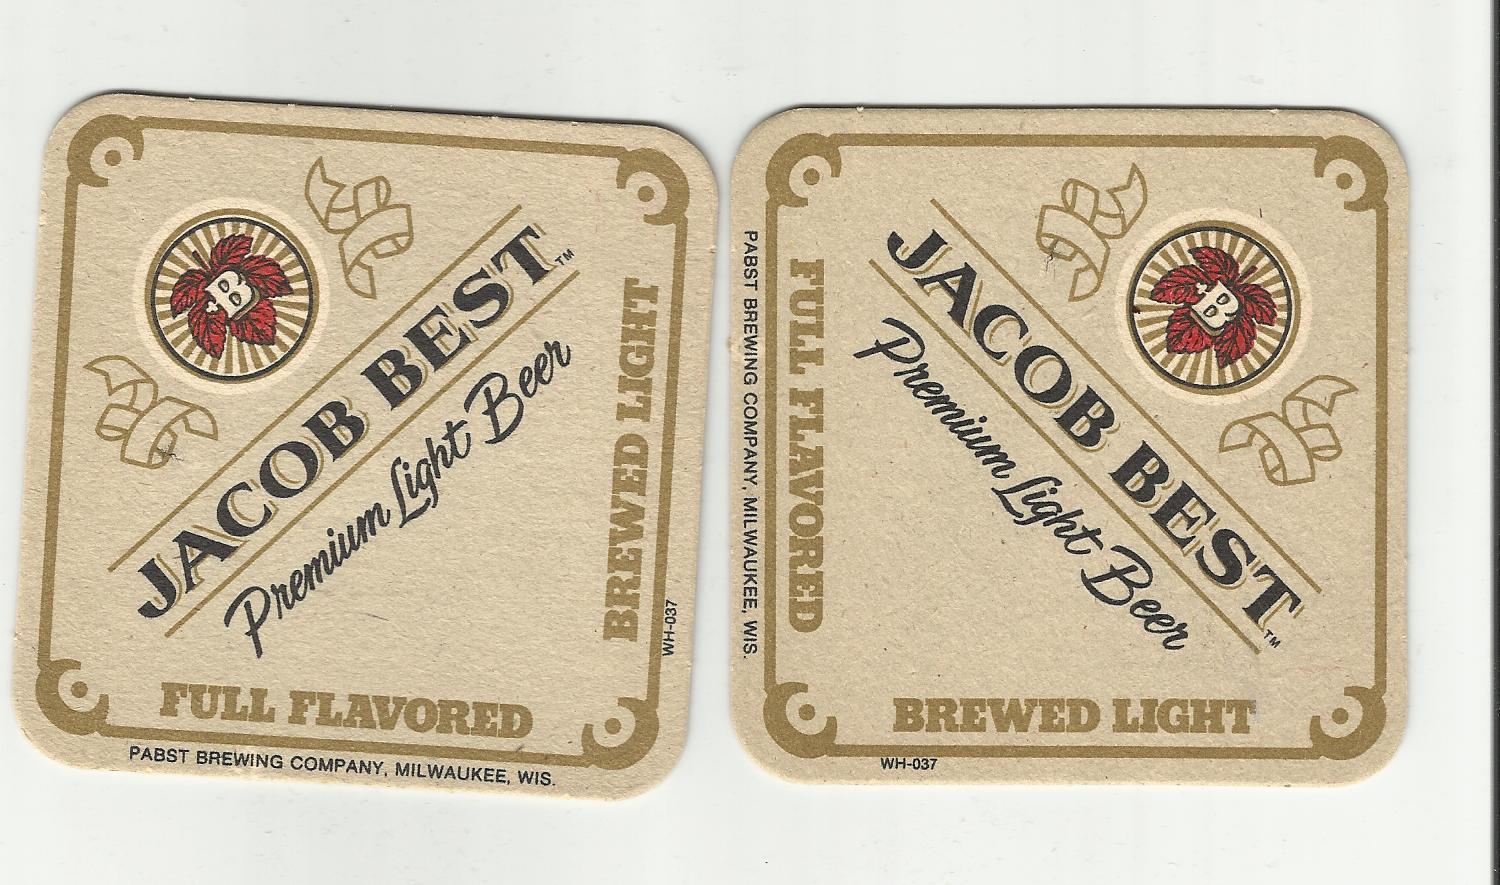 B
JACOB BEST™
Premium Light Beer
BREWED LIGHT
WH-037
FULL FLAVORED
PABST BREWING COMPANY, MILWAUKEE, WIS.
B
JACOB BEST™
Premium Light Beer
FULL FLAVORED
PABST BREWING COMPANY, MILWAUKEE, WIS.
BREWED LIGHT
WH-037